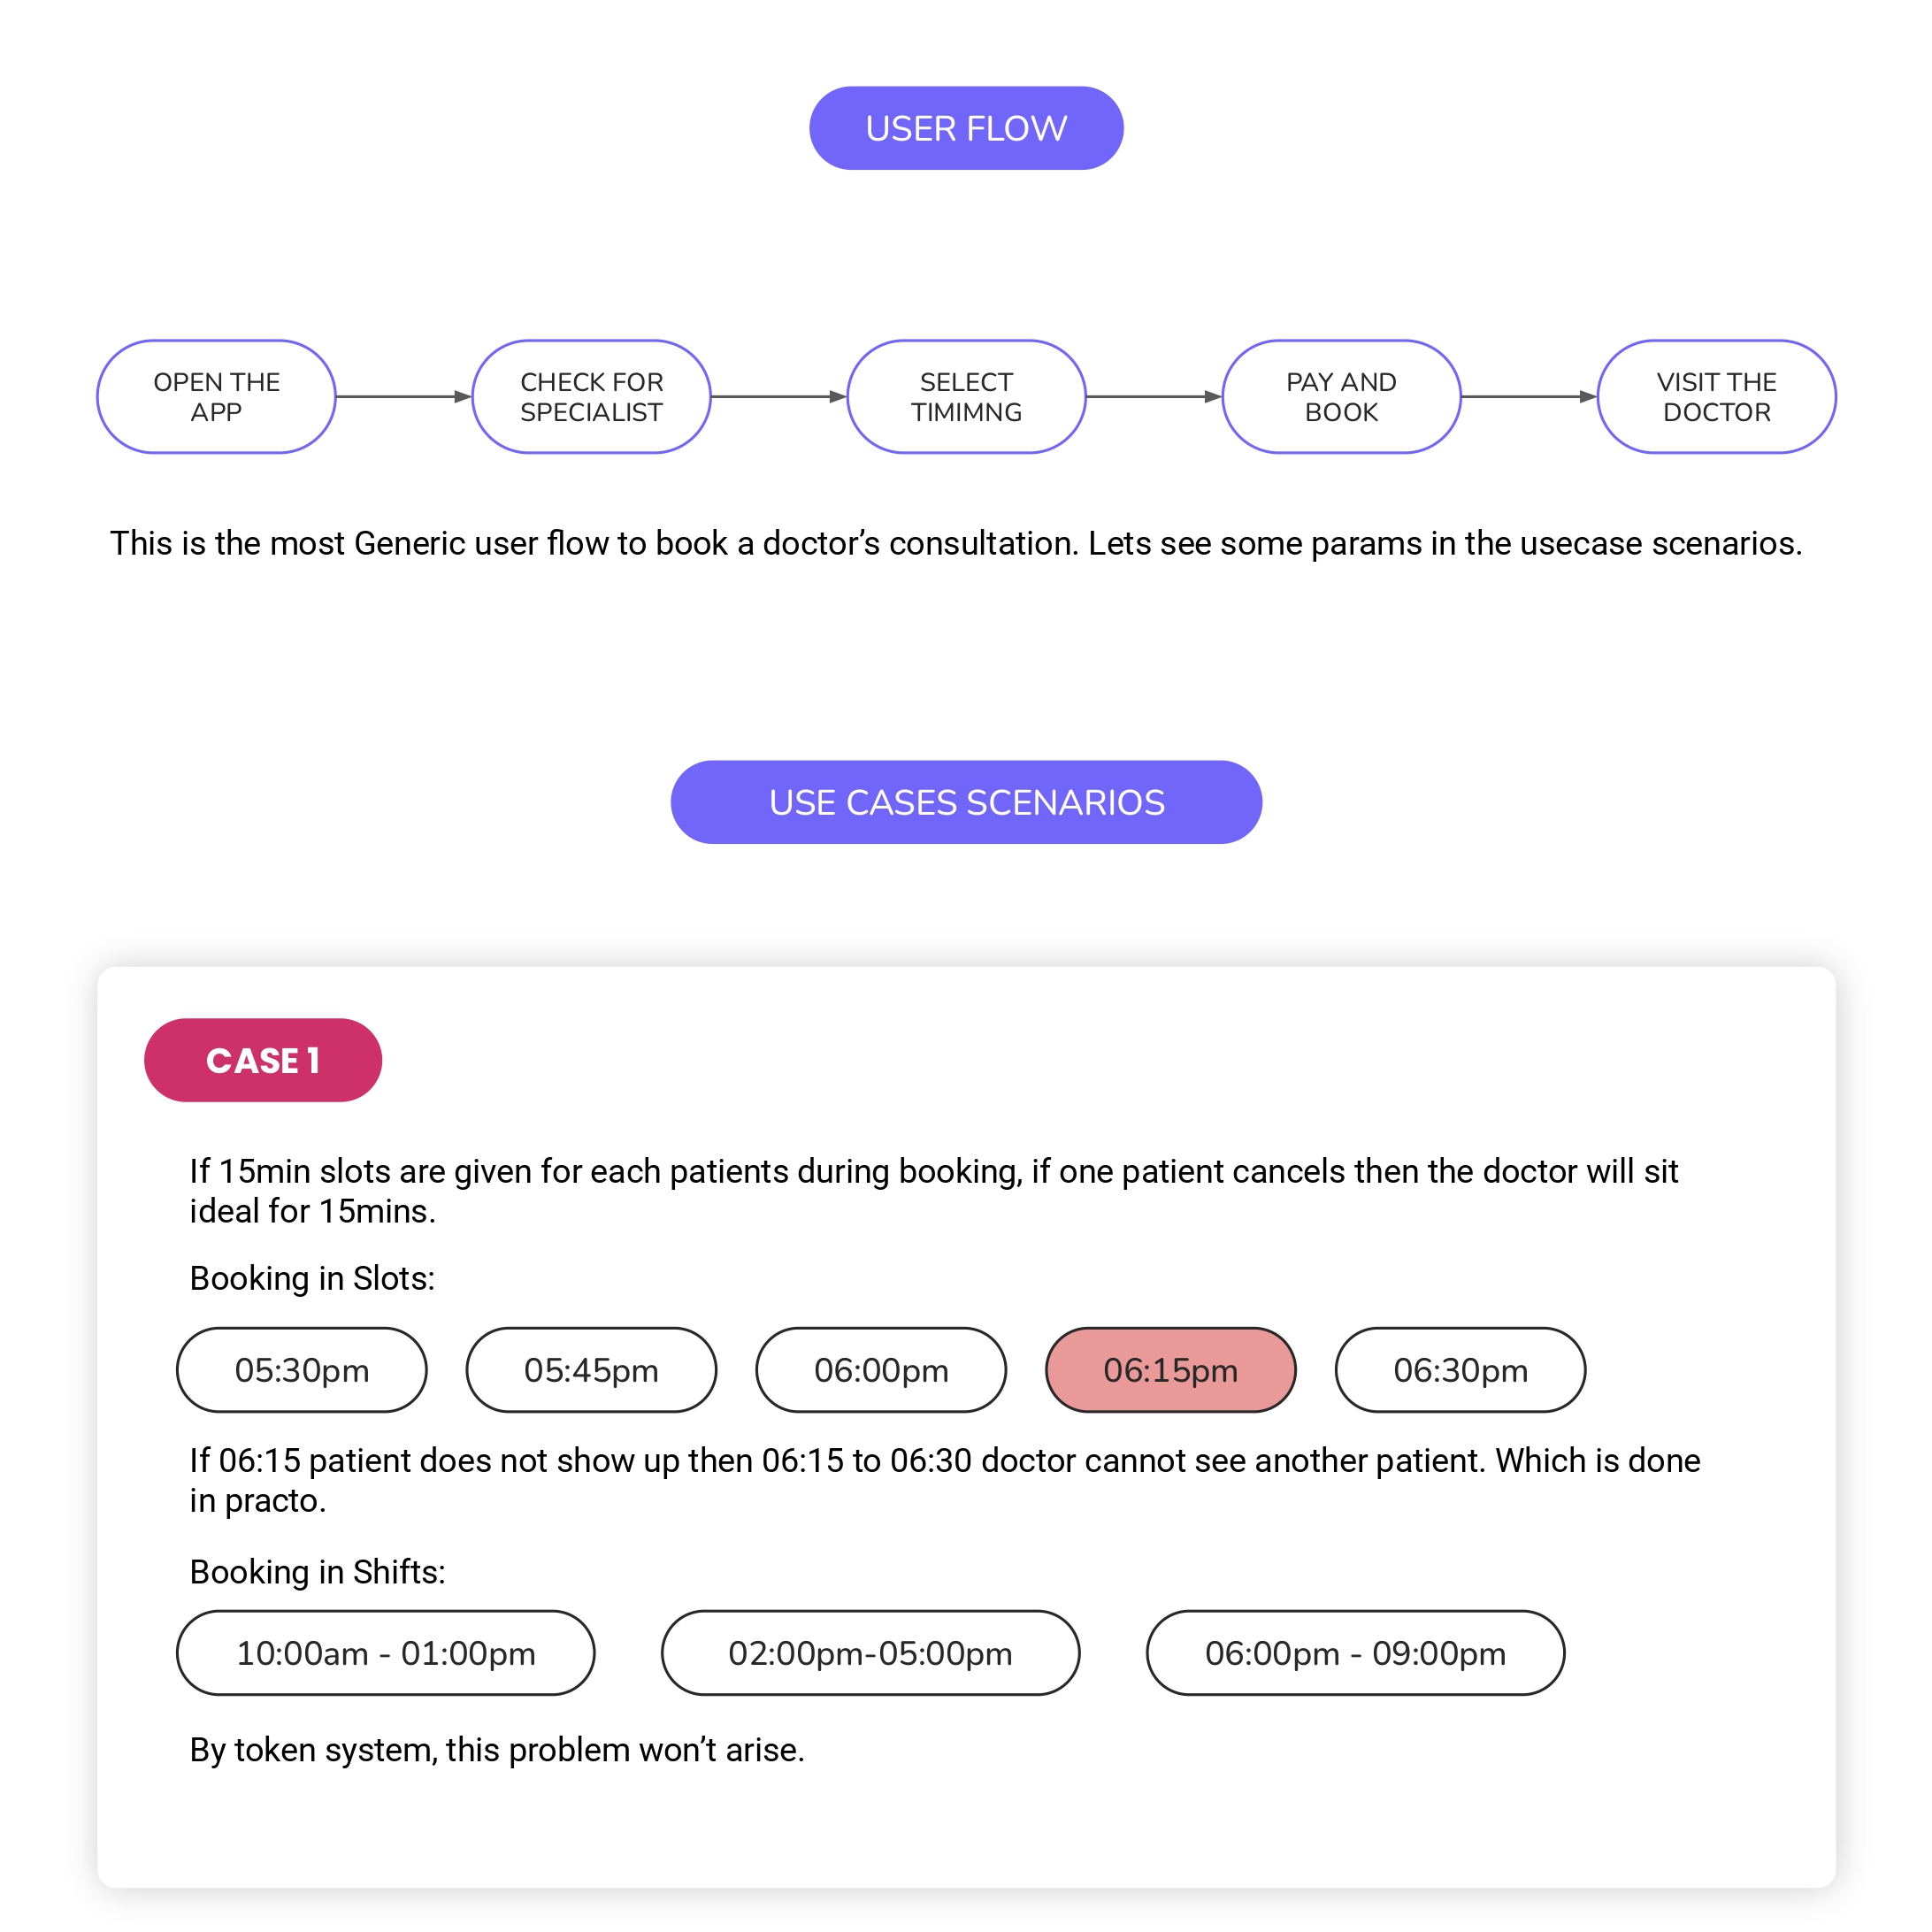 USER FLOW
OPEN THE
APP
CHECK FOR
SPECIALIST
SELECT
TIMIMNG
PAY AND
BOOK
VISIT THE
DOCTOR
This is the most Generic user flow to book a doctor’s consultation. Lets see some params in the usecase scenarios.
USE CASES SCENARIOS
CASE 1
If 15min slots are given for each patients during booking, if one patient cancels then the doctor will sit
ideal for 15mins.
Booking in Slots:
05:30pm
05:45pm
06:00pm
06:15pm
06:30pm
If 06:15 patient does not show up then 06:15 to 06:30 doctor cannot see another patient. Which is done
in practo.
Booking in Shifts:
10:00am - 01:00pm
02:00pm-05:00pm
06:00pm - 09:00pm
By token system, this problem won’t arise.